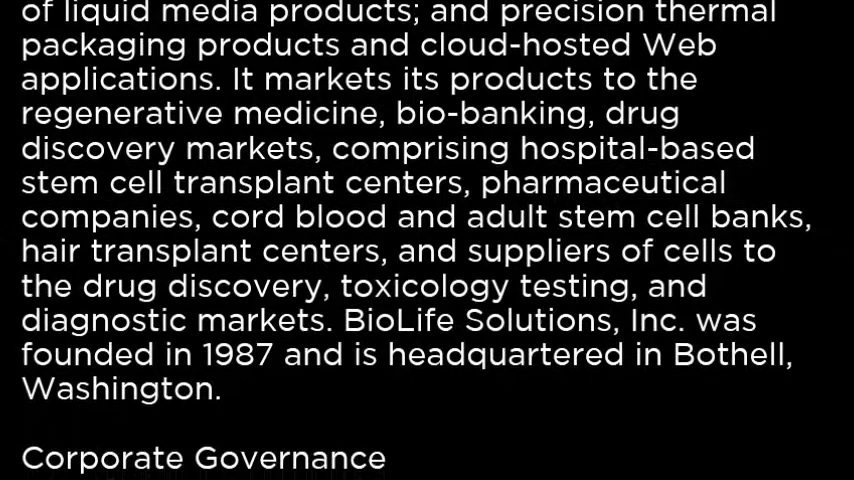 of liquid media products; and precision thermal
packaging products and cloud-hosted Web
applications. It markets its products to the
regenerative medicine, bio-banking, drug
discovery markets, comprising hospital-based
stem cell transplant centers, pharmaceutical
companies, cord blood and adult stem cell banks,
hair transplant centers, and suppliers of cells to
the drug discovery, toxicology testing, and
diagnostic markets. BioLife Solutions, Inc. was
founded in 1987 and is headquartered in Bothell,
Washington.
Corporate Governance